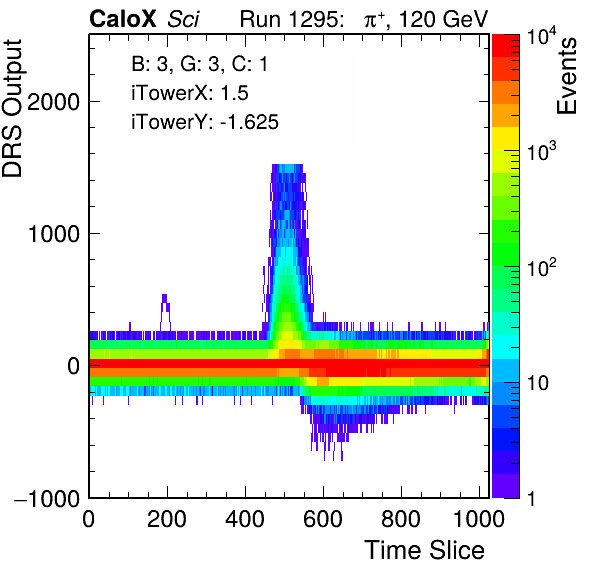 CaloX Sci Run 1295: π⁺, 120 GeV
B: 3, G: 3, C: 1
iTowerX: 1.5
iTowerY: -1.625
DRS Output
2000
1000
0
−1000
0 200 400 600 800 1000
Time Slice
Events
10⁴
10³
10²
10
1